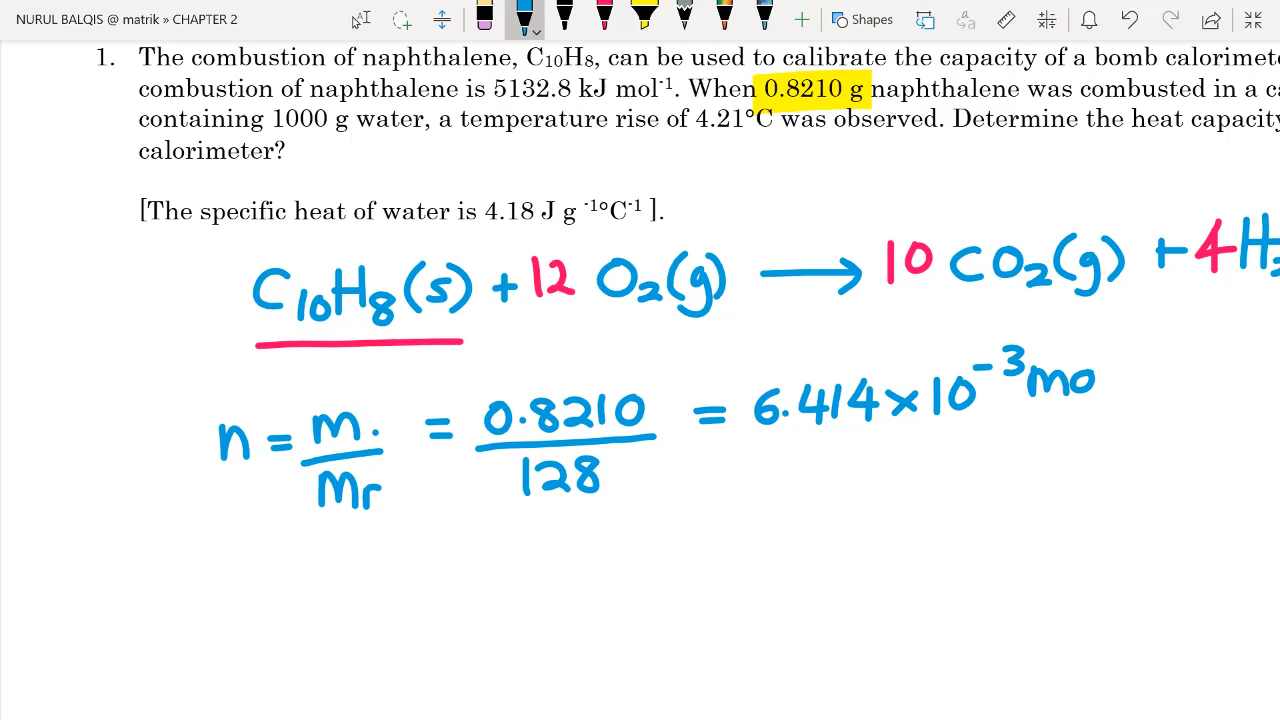 NURUL BALQIS @ matrik » CHAPTER 2
Shapes
1. The combustion of naphthalene, C₁₀H₈, can be used to calibrate the capacity of a bomb calorimet
combustion of naphthalene is 5132.8 kJ mol⁻¹. When 0.8210 g naphthalene was combusted in a ca
containing 1000 g water, a temperature rise of 4.21°C was observed. Determine the heat capacity
calorimeter?
[The specific heat of water is 4.18 J g ⁻¹°C⁻¹ ].
C₁₀H₈(s) + 12 O₂(g) ⟶ 10 CO₂(g) + 4H₂
n = m. / Mr = 0.8210 / 128 = 6.414 × 10⁻³ mo